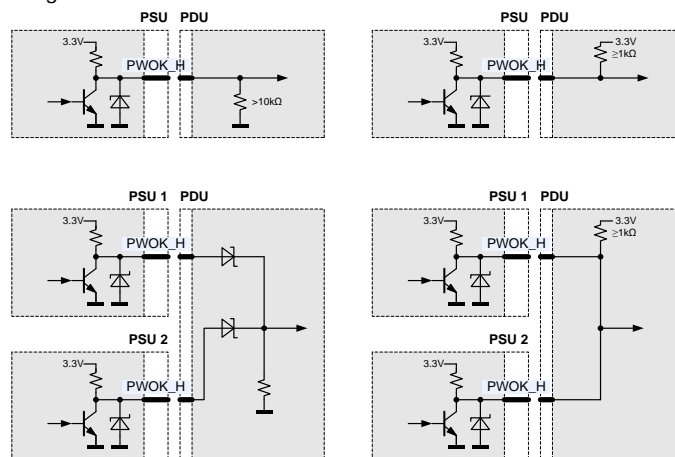 PSU PDU
3.3V
PWOK_H
>10kΩ
PSU PDU
3.3V
PWOK_H
3.3V
≥1kΩ
PSU 1 PDU
3.3V
PWOK_H
PSU 2
3.3V
PWOK_H
PSU 1 PDU
3.3V
PWOK_H
3.3V
≥1kΩ
PSU 2
3.3V
PWOK_H